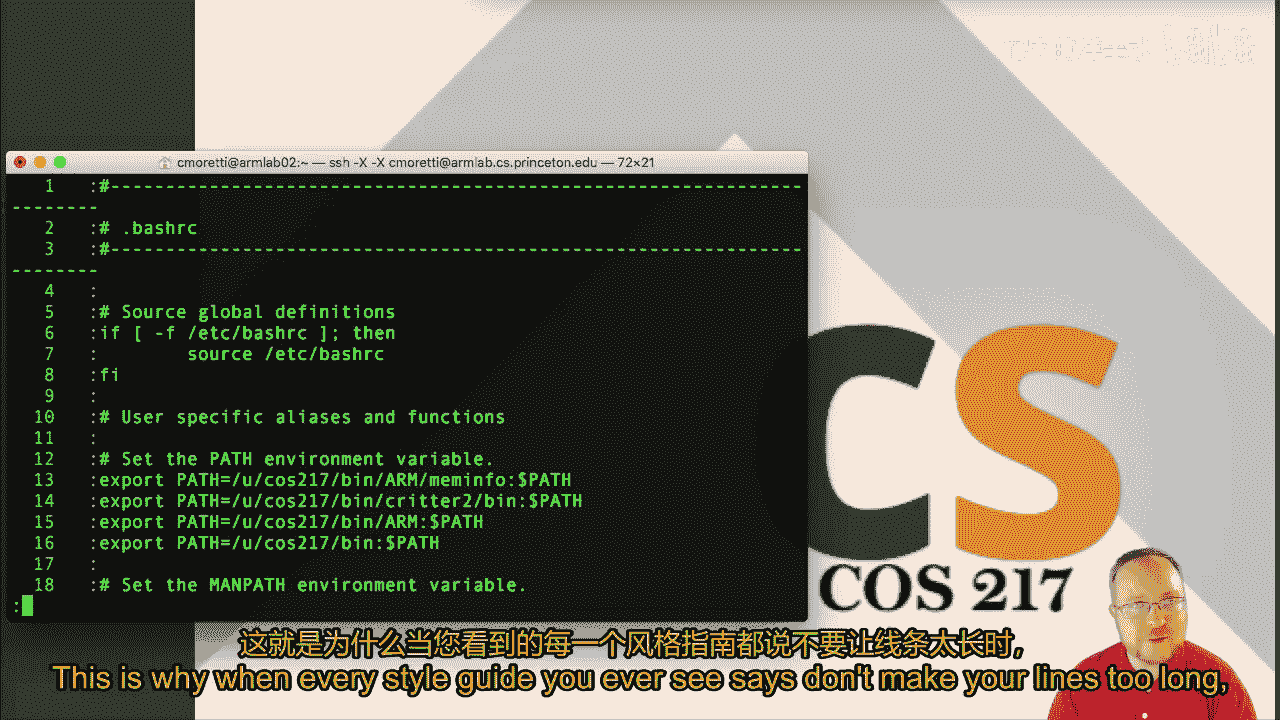 cmoretti@armlab02:~ — ssh -X -X cmoretti@armlab.cs.princeton.edu — 72×21
1 :#---------------------------------------------------------------
--------
2 :# .bashrc
3 :#---------------------------------------------------------------
--------
4 :
5 :# Source global definitions
6 :if [ -f /etc/bashrc ]; then
7 :        source /etc/bashrc
8 :fi
9 :
10 :# User specific aliases and functions
11 :
12 :# Set the PATH environment variable.
13 :export PATH=/u/cos217/bin/ARM/meminfo:$PATH
14 :export PATH=/u/cos217/bin/critter2/bin:$PATH
15 :export PATH=/u/cos217/bin/ARM:$PATH
16 :export PATH=/u/cos217/bin:$PATH
17 :
18 :# Set the MANPATH environment variable.
:
CS
COS 217
这就是为什么当您看到的每一个风格指南都说不要让线条太长时,
This is why when every style guide you ever see says don't make your lines too long,